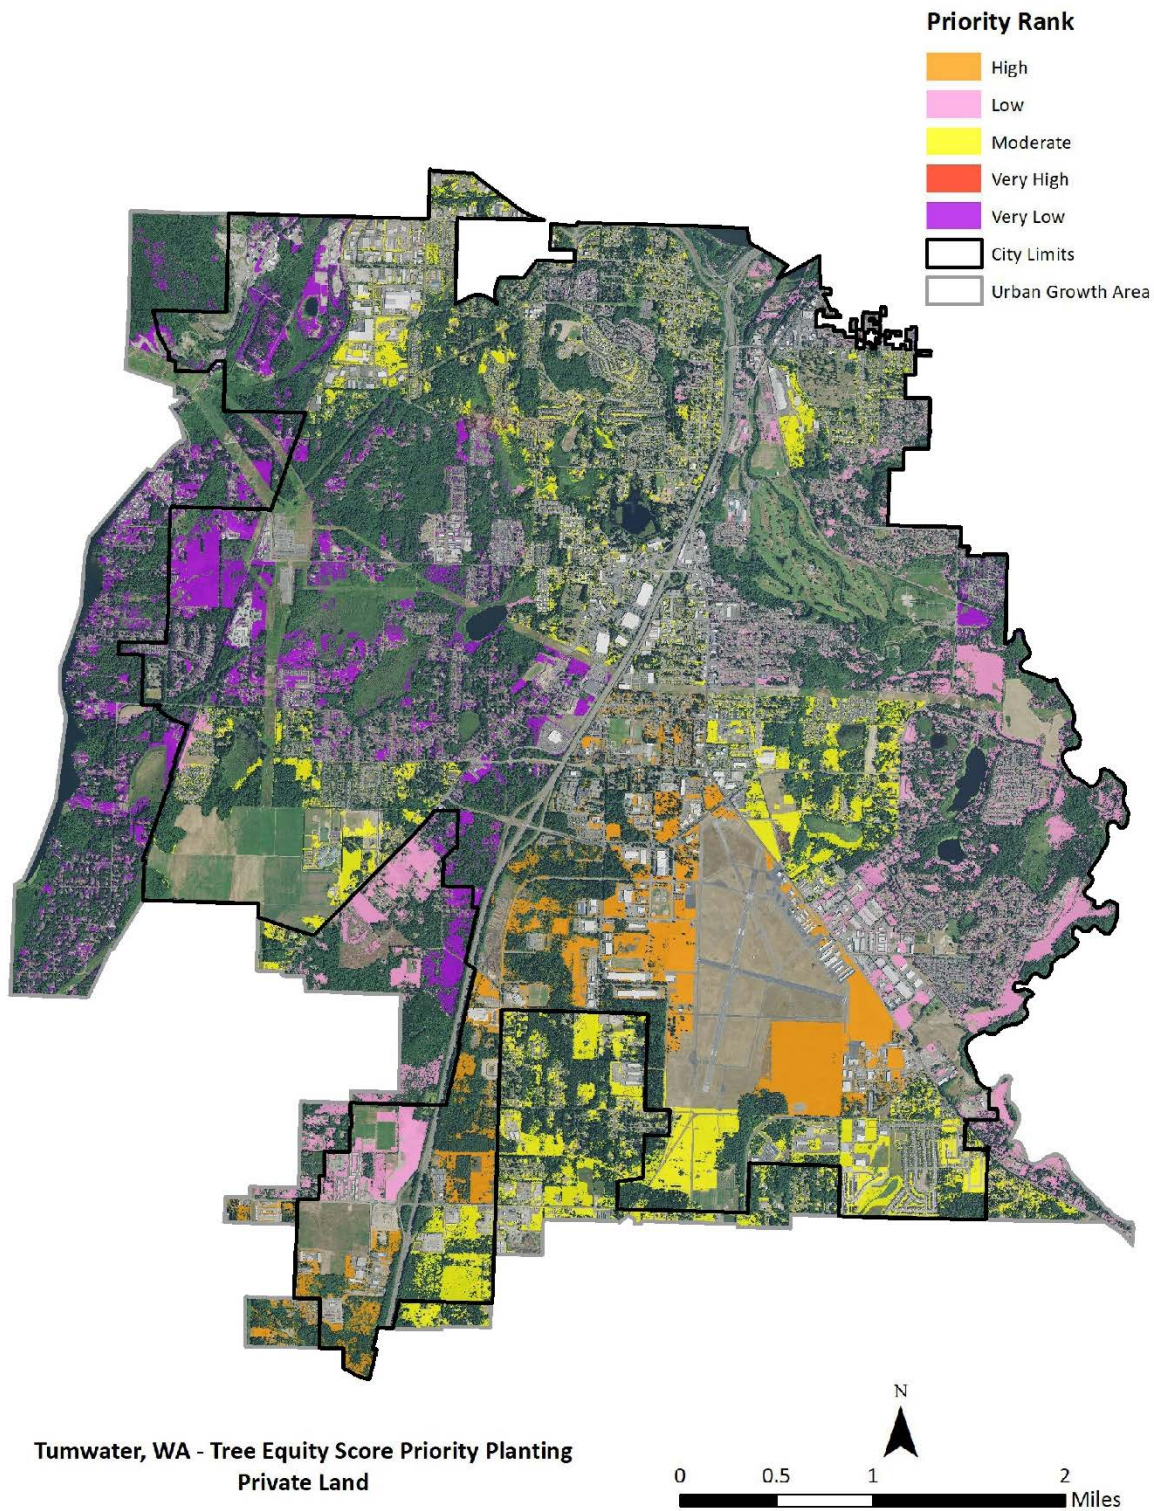 Priority Rank
High
Low
Moderate
Very High
Very Low
City Limits
Urban Growth Area
N
Tumwater, WA - Tree Equity Score Priority Planting
Private Land
0 0.5 1 2
Miles